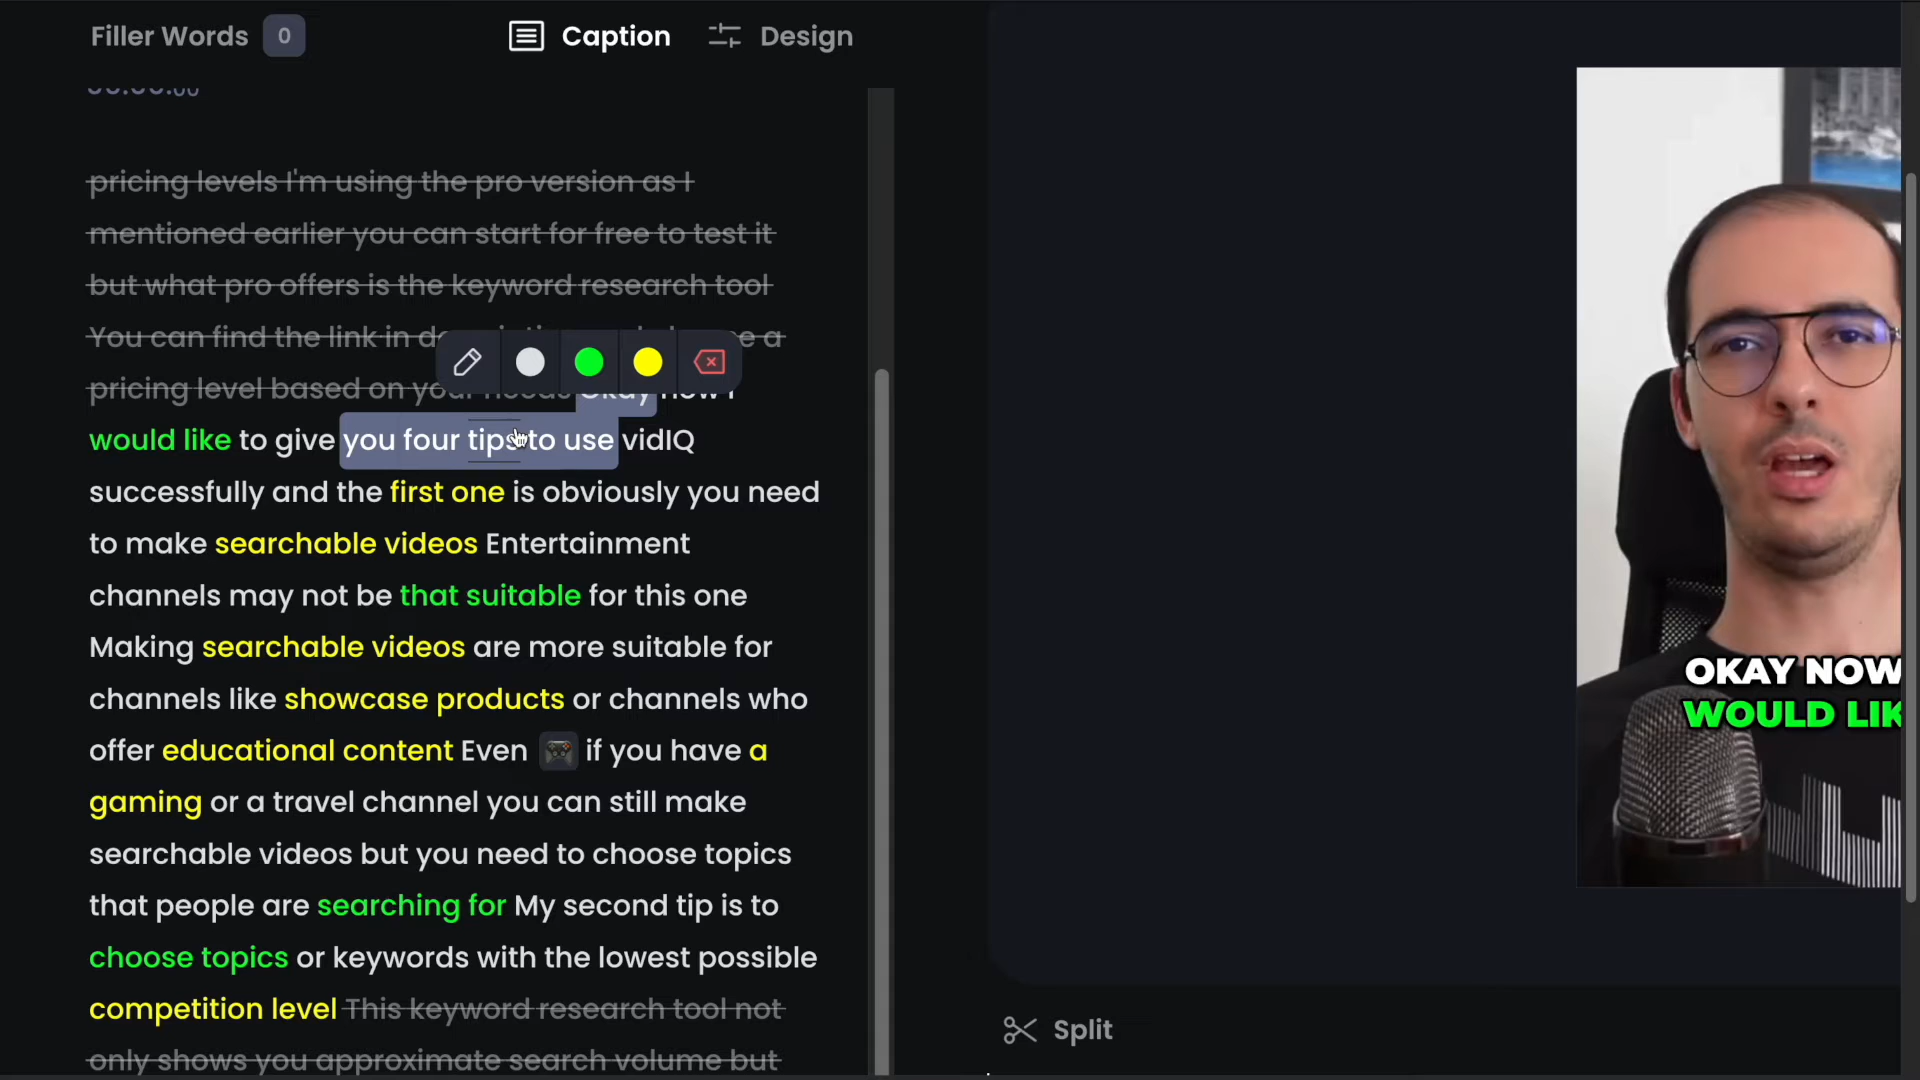 Filler Words 0
Caption
Design
pricing levels I'm using the pro version as I
mentioned earlier you can start for free to test it
but what pro offers is the keyword research tool
You can find the link in a
pricing level based on your needs Okay now I
would like to give you four tips to use vidIQ
successfully and the first one is obviously you need
to make searchable videos Entertainment
channels may not be that suitable for this one
Making searchable videos are more suitable for
channels like showcase products or channels who
offer educational content Even if you have a
gaming or a travel channel you can still make
searchable videos but you need to choose topics
that people are searching for My second tip is to
choose topics or keywords with the lowest possible
competition level This keyword research tool not
only shows you approximate search volume but
OKAY NOW
WOULD LIK
Split